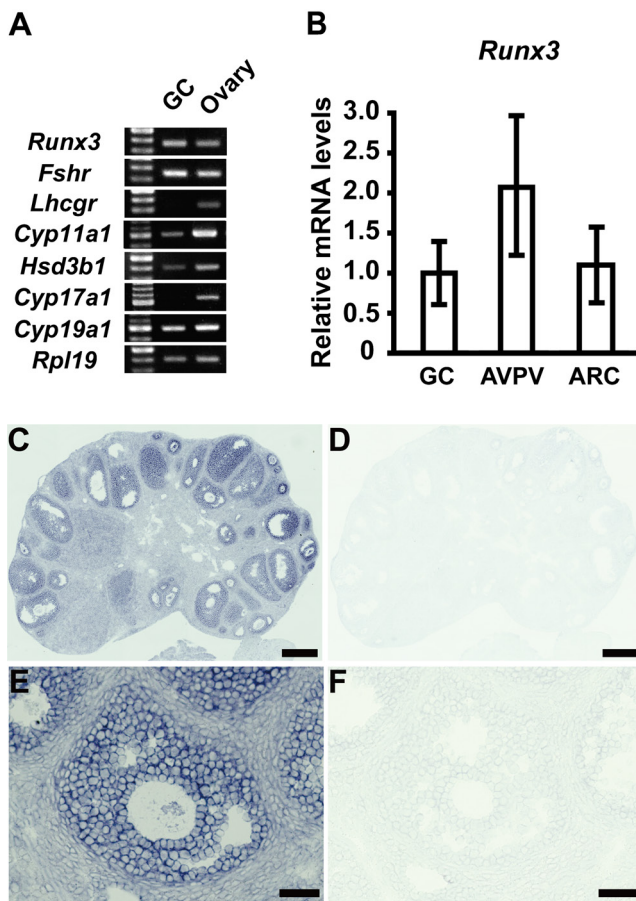 A
GC Ovary
Runx3
Fshr
Lhcgr
Cyp11a1
Hsd3b1
Cyp17a1
Cyp19a1
Rpl19
B
Runx3
Relative mRNA levels
3.0
2.5
2.0
1.5
1.0
0.5
0
GC AVPV ARC
C
D
E
F